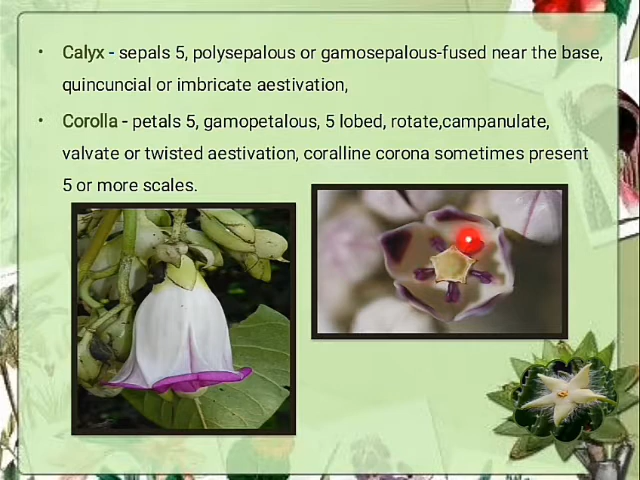 • Calyx - sepals 5, polysepalous or gamosepalous-fused near the base,
quincuncial or imbricate aestivation,
• Corolla - petals 5, gamopetalous, 5 lobed, rotate,campanulate,
valvate or twisted aestivation, coralline corona sometimes present
5 or more scales.